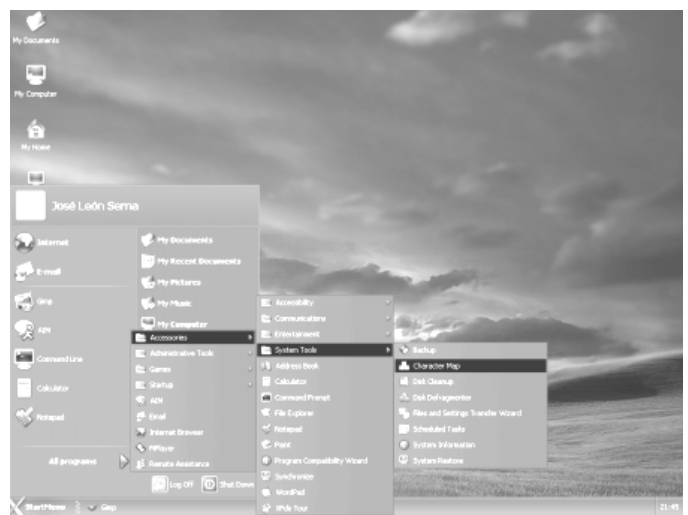 My Documents
My Computer
My Home
José León Serna
Internet
E-mail
Gimp
AIM
Command Line
Calculator
Notepad
All programs
My Documents
My Recent Documents
My Pictures
My Music
My Computer
Accessories
Administrative Tools
Games
Startup
AIM
Email
Internet Browser
MPlayer
Remote Assistance
Log Off
Shut Down
Accessibility
Communications
Entertainment
System Tools
Address Book
Calculator
Command Prompt
File Explorer
Notepad
Paint
Program Compatibility Wizard
Synchronize
WordPad
XPde Tour
Backup
Character Map
Disk Cleanup
Disk Defragmenter
Files and Settings Transfer Wizard
Scheduled Tasks
System Information
System Restore
StartMenu
Gimp
21:45